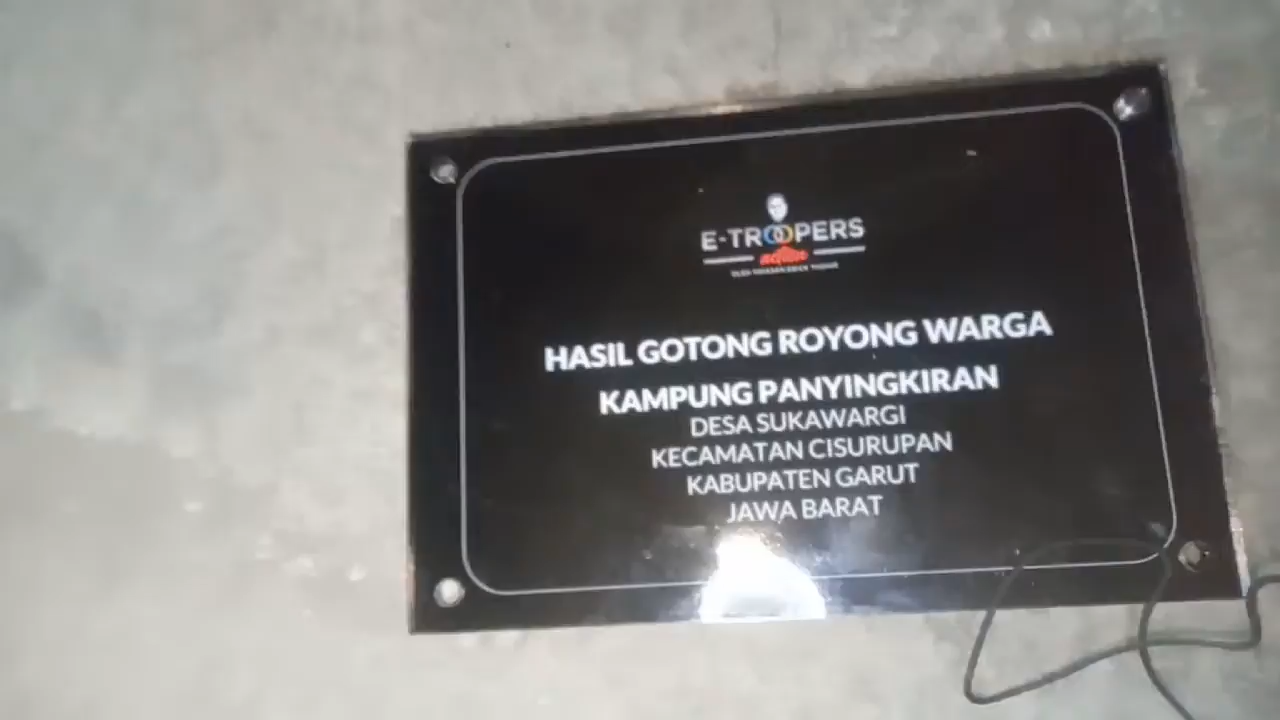 E-TROOPERS
action
HASIL GOTONG ROYONG WARGA
KAMPUNG PANYINGKIRAN
DESA SUKAWARGI
KECAMATAN CISURUPAN
KABUPATEN GARUT
JAWA BARAT